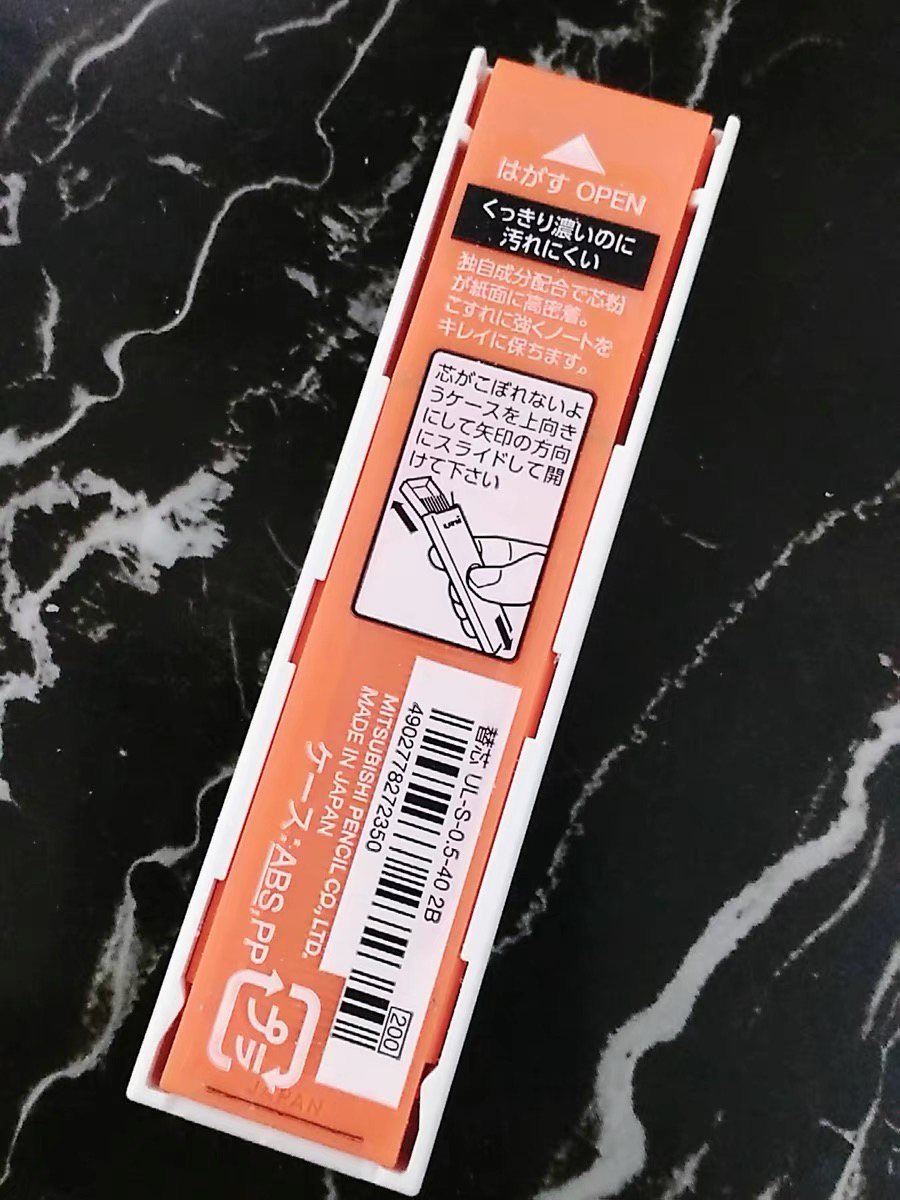 はがす OPEN
くっきり濃いのに
汚れにくい
独自成分配合で芯粉
が紙面に高密着。
こすれに強くノートを
キレイに保ちます。
芯がこぼれないよ
うケースを上向き
にして矢印の方向
にスライドして開
けて下さい
uni
替芯 UL-S-0.5-40 2B
200
4902778272350
MITSUBISHI PENCIL CO., LTD.
MADE IN JAPAN
ケース:ABS,PP
プラ
JAPAN